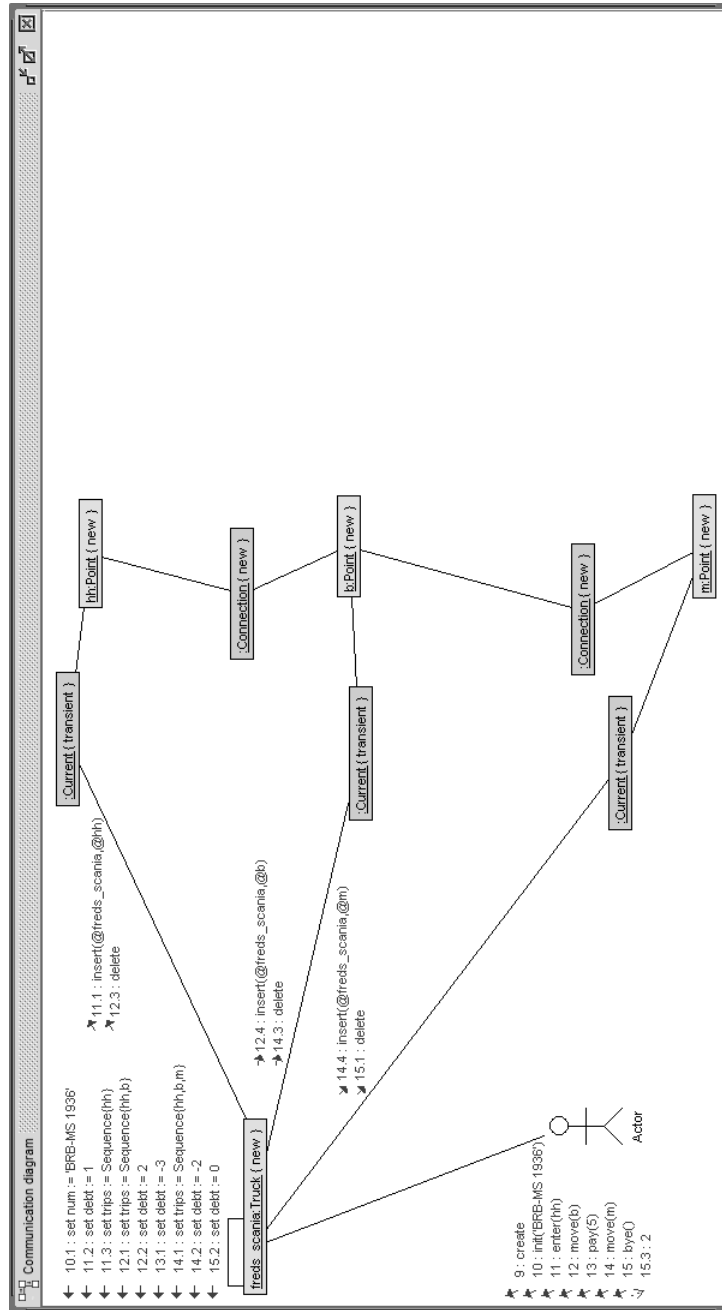 Communication diagram
10.1 : set num := 'BRB-MS 1936'
11.2 : set debt := 1
11.3 : set trips := Sequence{hh}
12.1 : set trips := Sequence{hh,b}
12.2 : set debt := 2
13.1 : set debt := -3
14.1 : set trips := Sequence{hh,b,m}
14.2 : set debt := -2
15.2 : set debt := 0
freds_scania:Truck { new }
11.1 : insert(@freds_scania,@hh)
12.3 : delete
:Current { transient }
hh:Point { new }
:Connection { new }
12.4 : insert(@freds_scania,@b)
14.3 : delete
:Current { transient }
b:Point { new }
14.4 : insert(@freds_scania,@m)
15.1 : delete
:Connection { new }
:Current { transient }
m:Point { new }
9 : create
10 : init('BRB-MS 1936')
11 : enter(hh)
12 : move(b)
13 : pay(5)
14 : move(m)
15 : bye()
15.3 : 2
Actor